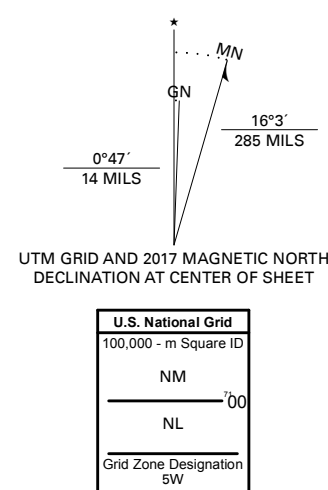 ★
MN
GN
0°47´
14 MILS
16°3´
285 MILS
UTM GRID AND 2017 MAGNETIC NORTH
DECLINATION AT CENTER OF SHEET
U.S. National Grid
100,000 - m Square ID
NM
7100
NL
Grid Zone Designation
5W